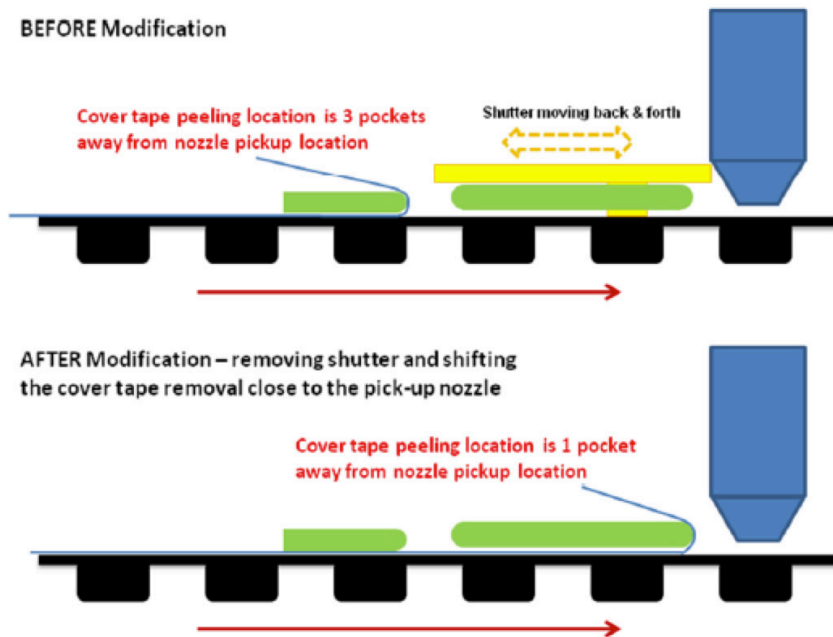 BEFORE Modification
Cover tape peeling location is 3 pockets
away from nozzle pickup location
Shutter moving back & forth
AFTER Modification – removing shutter and shifting
the cover tape removal close to the pick-up nozzle
Cover tape peeling location is 1 pocket
away from nozzle pickup location